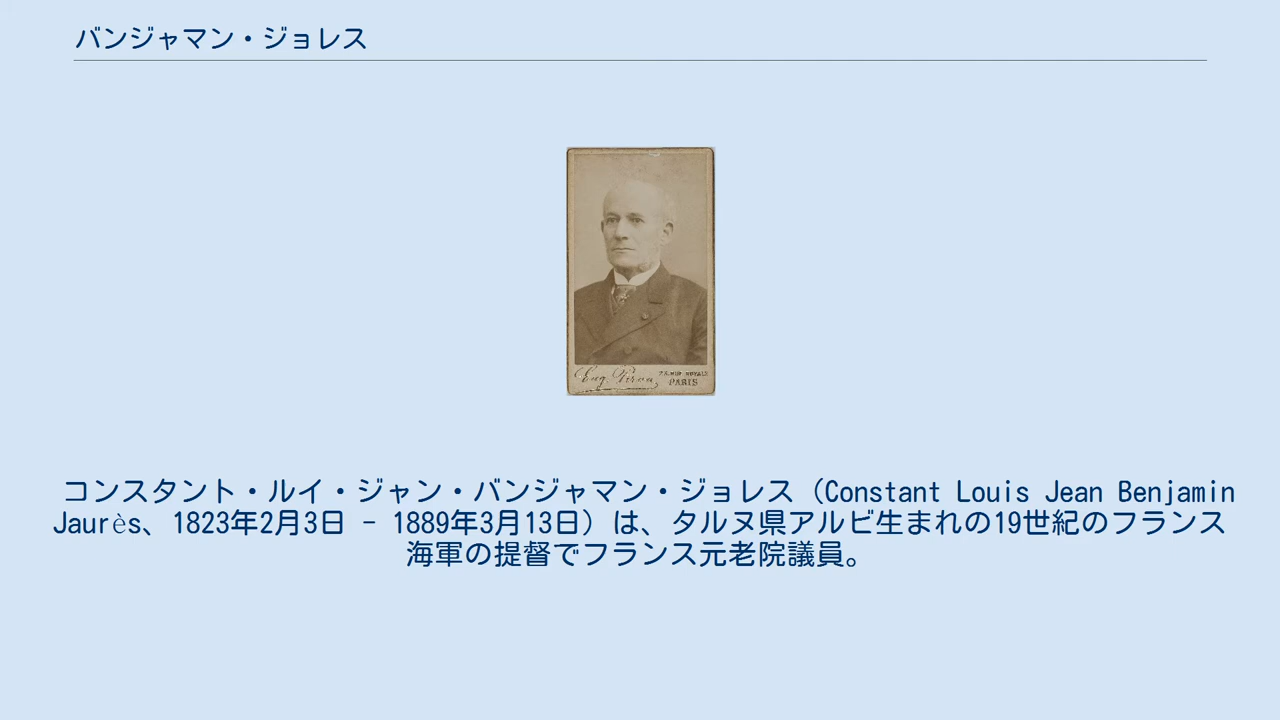 バンジャマン・ジョレス
Eug. Pirou
PARIS
コンスタント・ルイ・ジャン・バンジャマン・ジョレス（Constant Louis Jean Benjamin
Jaurès、1823年2月3日 - 1889年3月13日）は、タルヌ県アルビ生まれの19世紀のフランス
海軍の提督でフランス元老院議員。